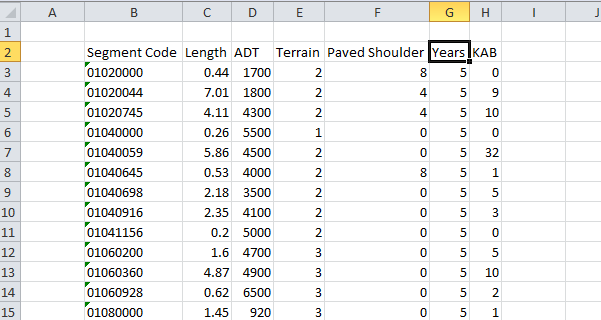 A B C D E F G H I J
1
2 Segment Code Length ADT Terrain Paved Shoulder Years KAB
3 01020000 0.44 1700 2 8 5 0
4 01020044 7.01 1800 2 4 5 9
5 01020745 4.11 4300 2 4 5 10
6 01040000 0.26 5500 1 0 5 0
7 01040059 5.86 4500 2 0 5 32
8 01040645 0.53 4000 2 8 5 1
9 01040698 2.18 3500 2 0 5 5
10 01040916 2.35 4100 2 0 5 3
11 01041156 0.2 5000 2 0 5 0
12 01060200 1.6 4700 3 0 5 5
13 01060360 4.87 4900 3 0 5 10
14 01060928 0.62 6500 3 0 5 2
15 01080000 1.45 920 3 0 5 1